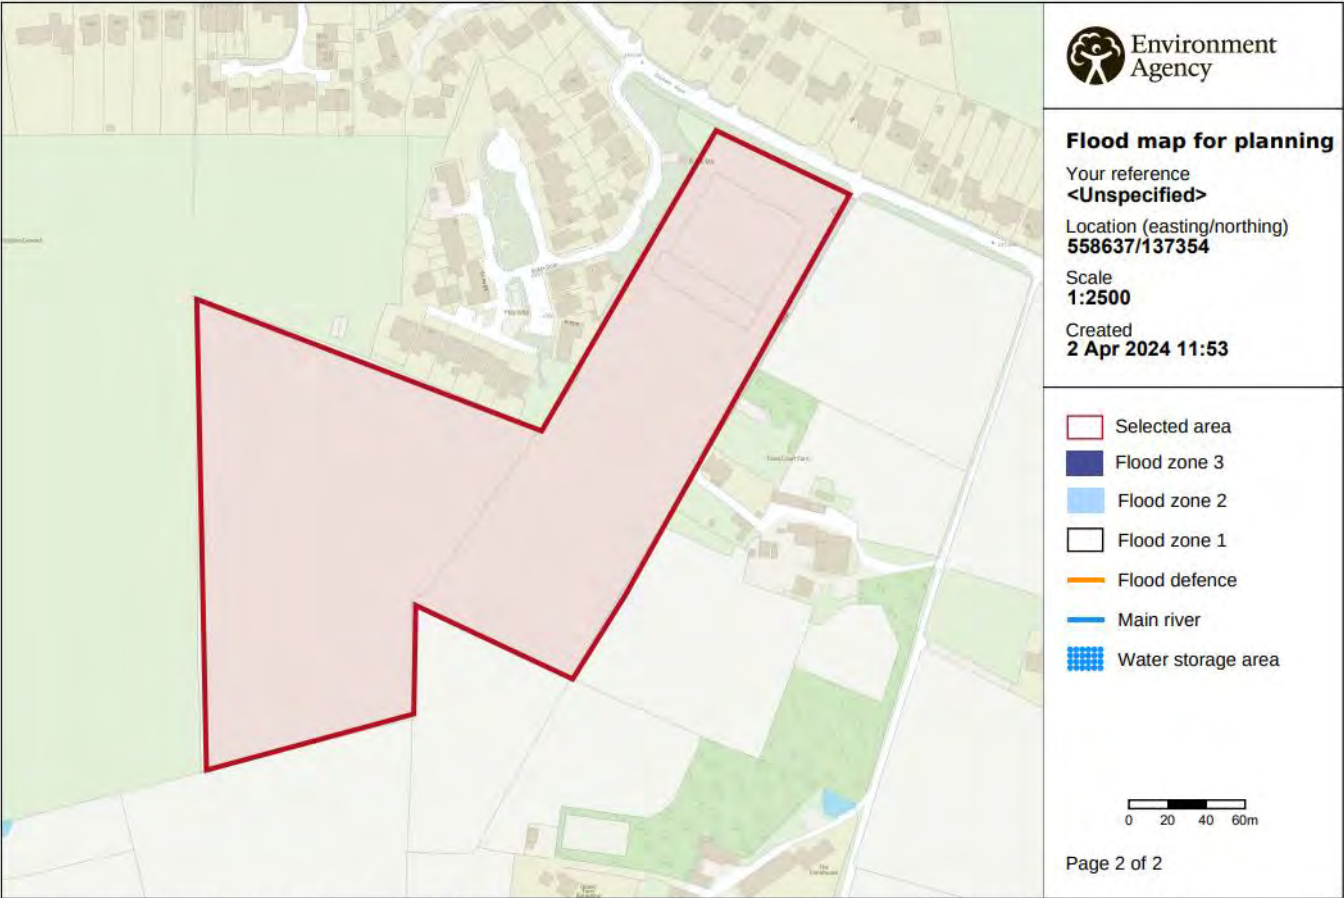 Environment
Agency
Flood map for planning
Your reference
<Unspecified>
Location (easting/northing)
558637/137354
Scale
1:2500
Created
2 Apr 2024 11:53
Selected area
Flood zone 3
Flood zone 2
Flood zone 1
Flood defence
Main river
Water storage area
0 20 40 60m
Page 2 of 2